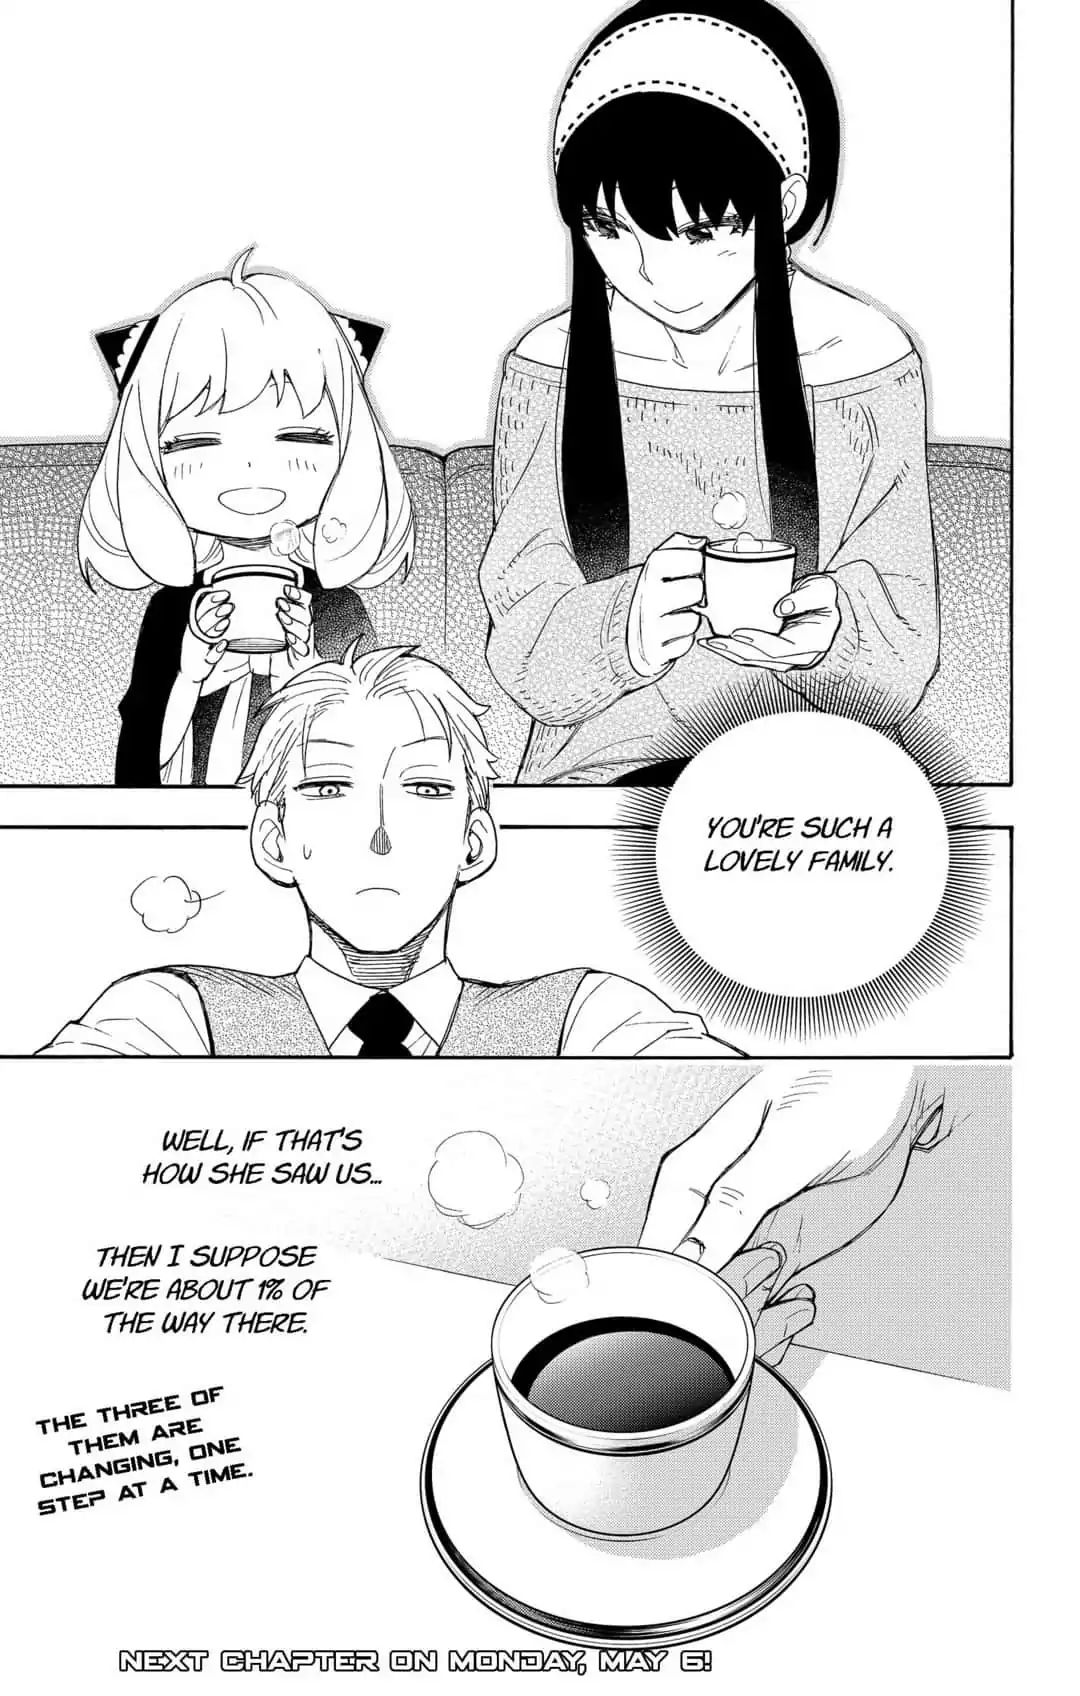 YOU'RE SUCH A
LOVELY FAMILY.
WELL, IF THAT'S
HOW SHE SAW US...
THEN I SUPPOSE
WE'RE ABOUT 1% OF
THE WAY THERE.
THE THREE OF
THEM ARE
CHANGING, ONE
STEP AT A TIME.
NEXT CHAPTER ON MONDAY, MAY 6!